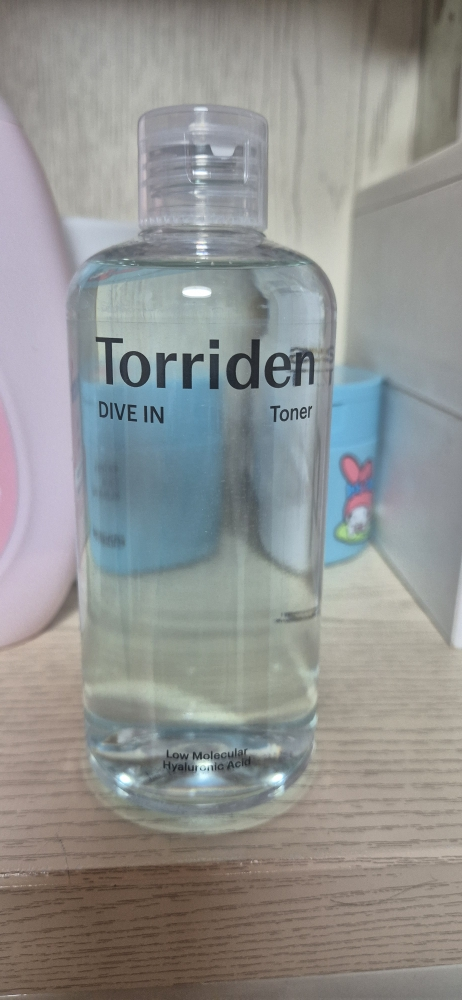 Torriden
DIVE IN Toner
Low Molecular
Hyaluronic Acid